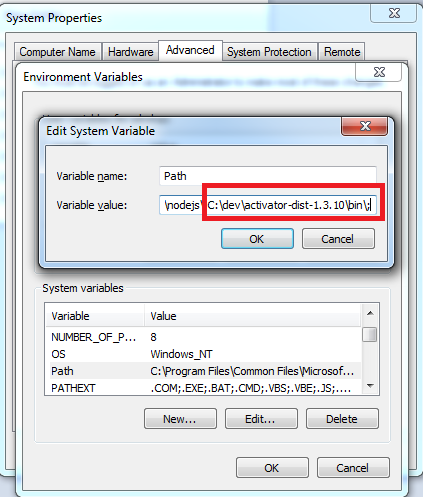 System Properties
Computer Name Hardware Advanced System Protection Remote
Environment Variables
Edit System Variable
Variable name: Path
Variable value: \nodejs\ C:\dev\activator-dist-1.3.10\bin\;
OK Cancel
System variables
Variable Value
NUMBER_OF_P... 8
OS Windows_NT
Path C:\Program Files\Common Files\Microsof...
PATHEXT .COM;.EXE;.BAT;.CMD;.VBS;.VBE;.JS;....
New... Edit... Delete
OK Cancel